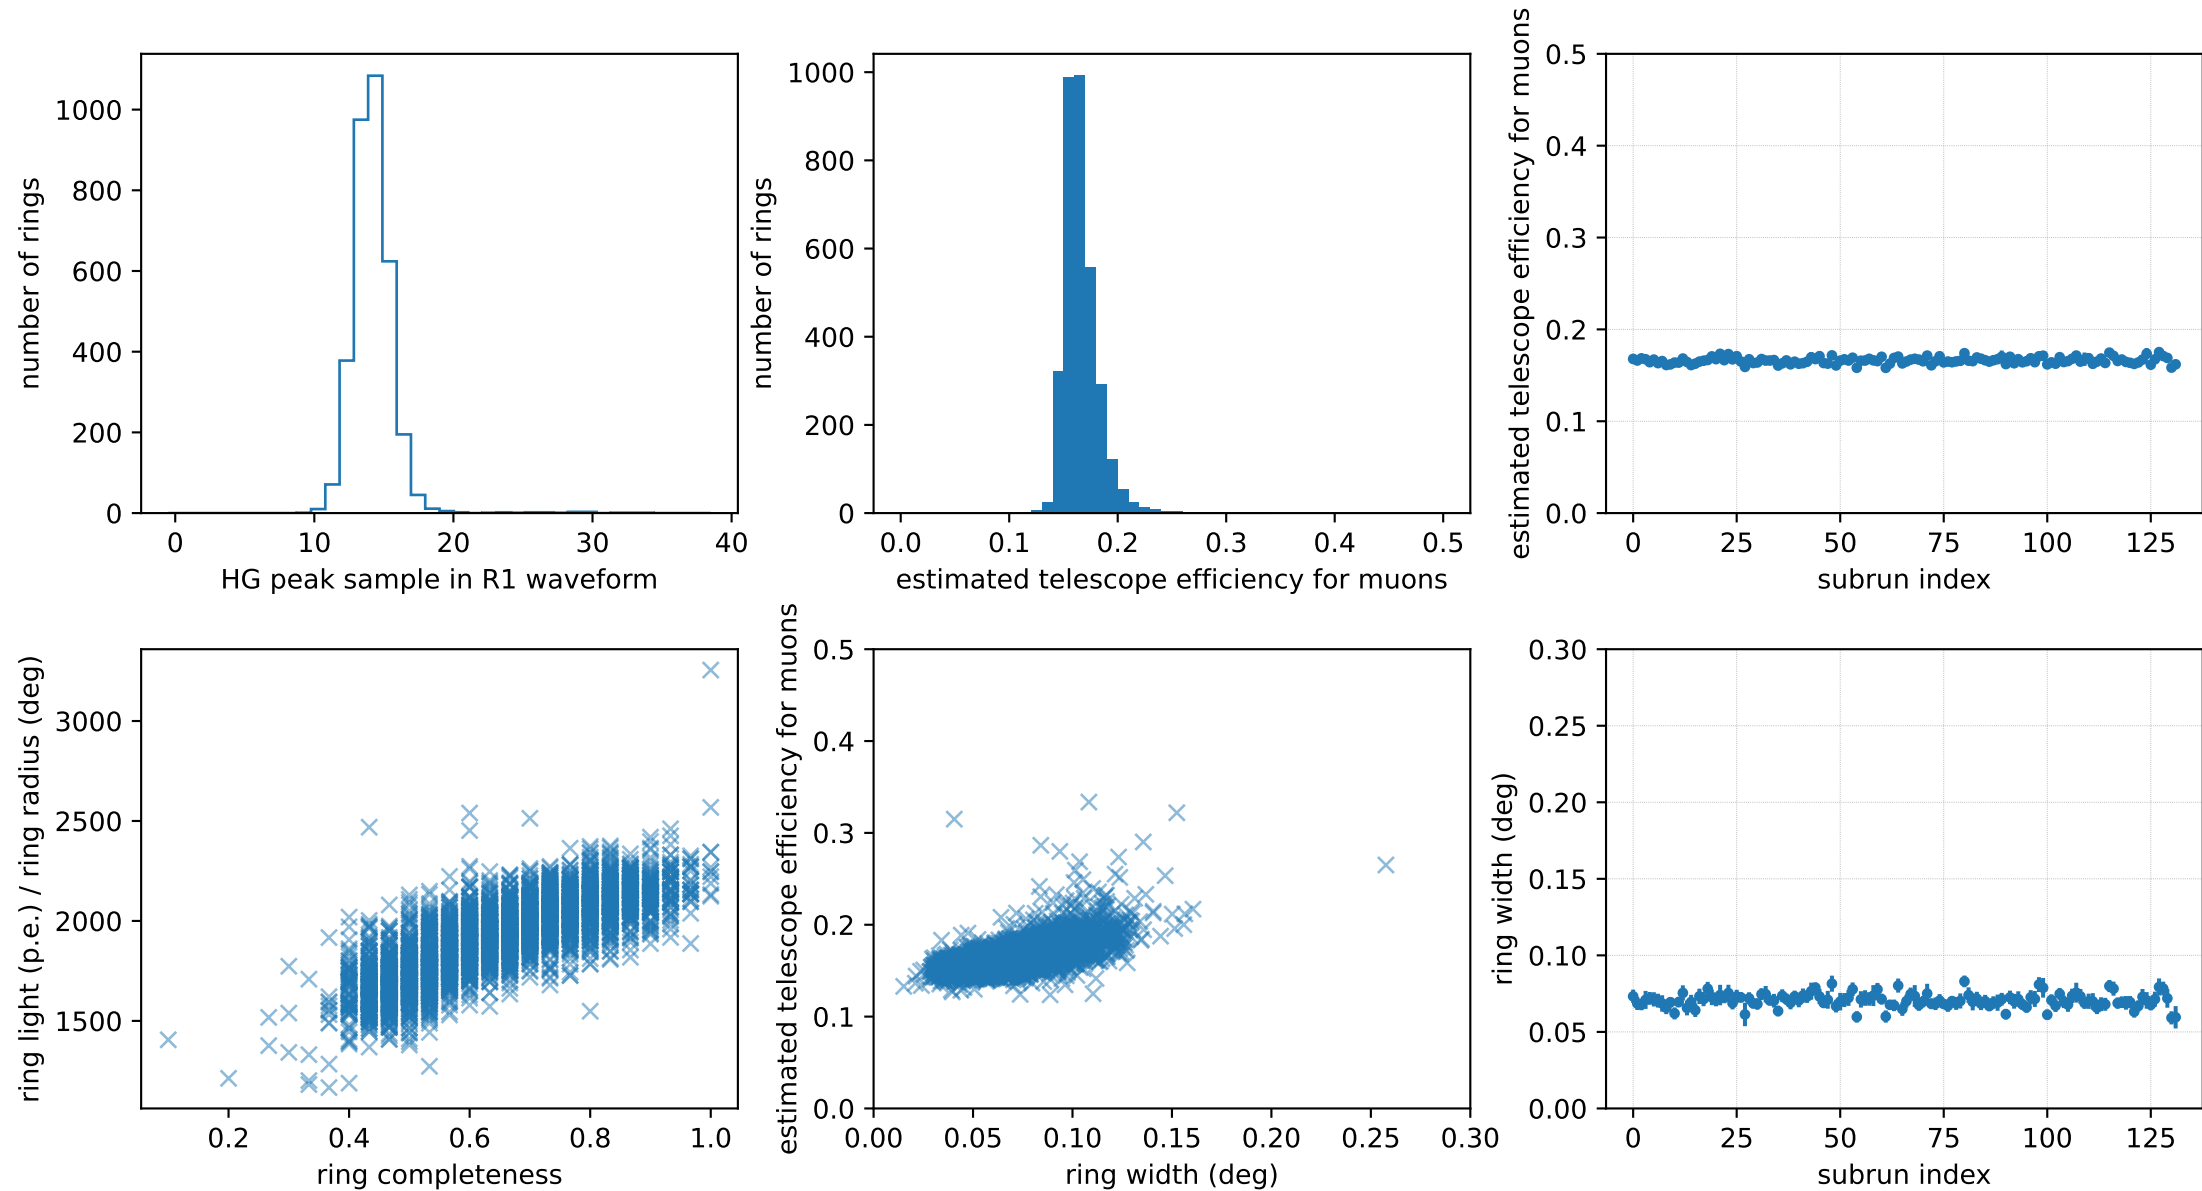 number of rings
1000
800
600
400
200
0
0 10 20 30 40
HG peak sample in R1 waveform
number of rings
1000
800
600
400
200
0
0.0 0.1 0.2 0.3 0.4 0.5
estimated telescope efficiency for muons
estimated telescope efficiency for muons
0.5
0.4
0.3
0.2
0.1
0.0
0 25 50 75 100 125
subrun index
ring light (p.e.) / ring radius (deg)
3000
2500
2000
1500
0.2 0.4 0.6 0.8 1.0
ring completeness
estimated telescope efficiency for muons
0.5
0.4
0.3
0.2
0.1
0.0
0.00 0.05 0.10 0.15 0.20 0.25 0.30
ring width (deg)
ring width (deg)
0.30
0.25
0.20
0.15
0.10
0.05
0.00
0 25 50 75 100 125
subrun index